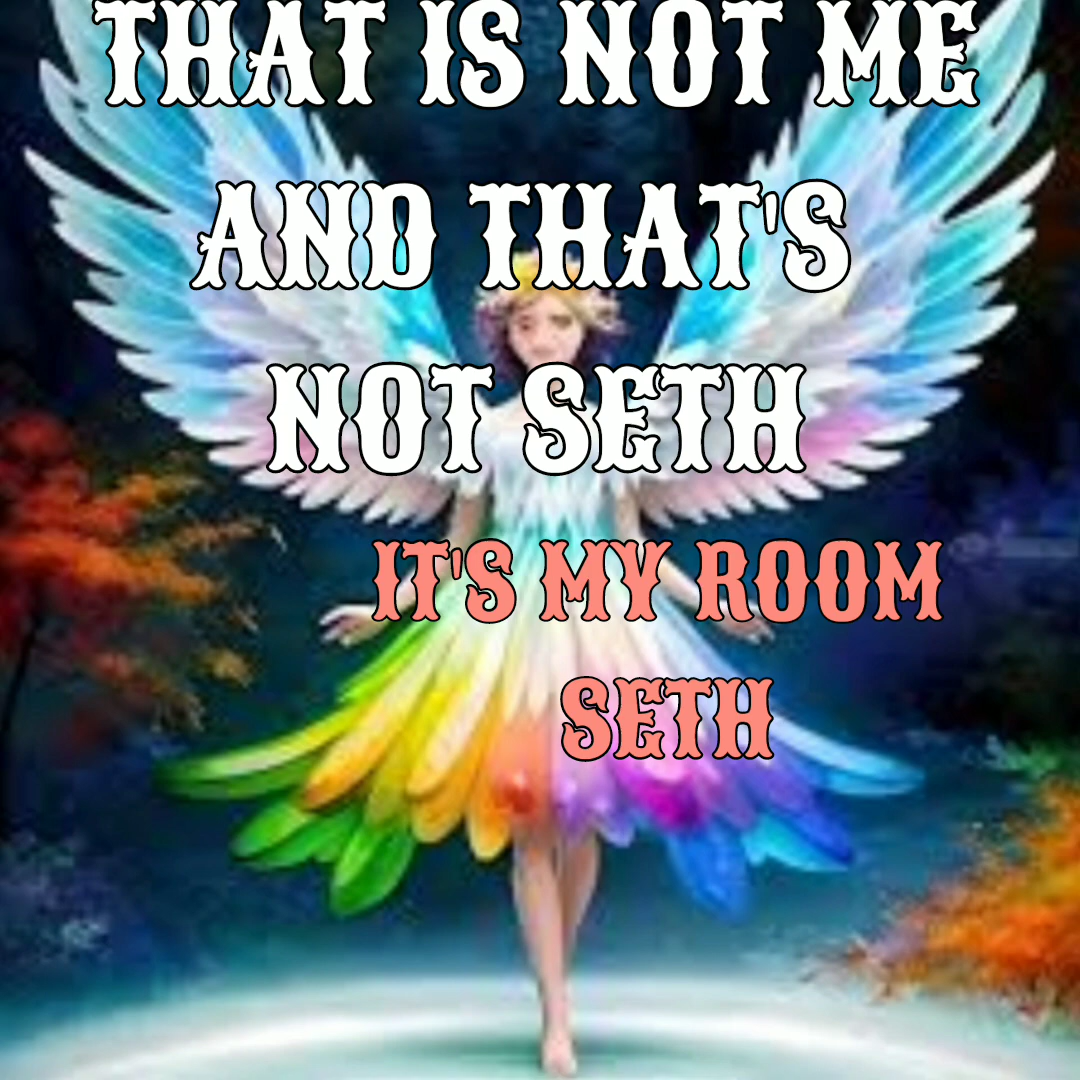 THAT IS NOT ME
AND THAT'S
NOT SETH
IT'S MY ROOM
SETH